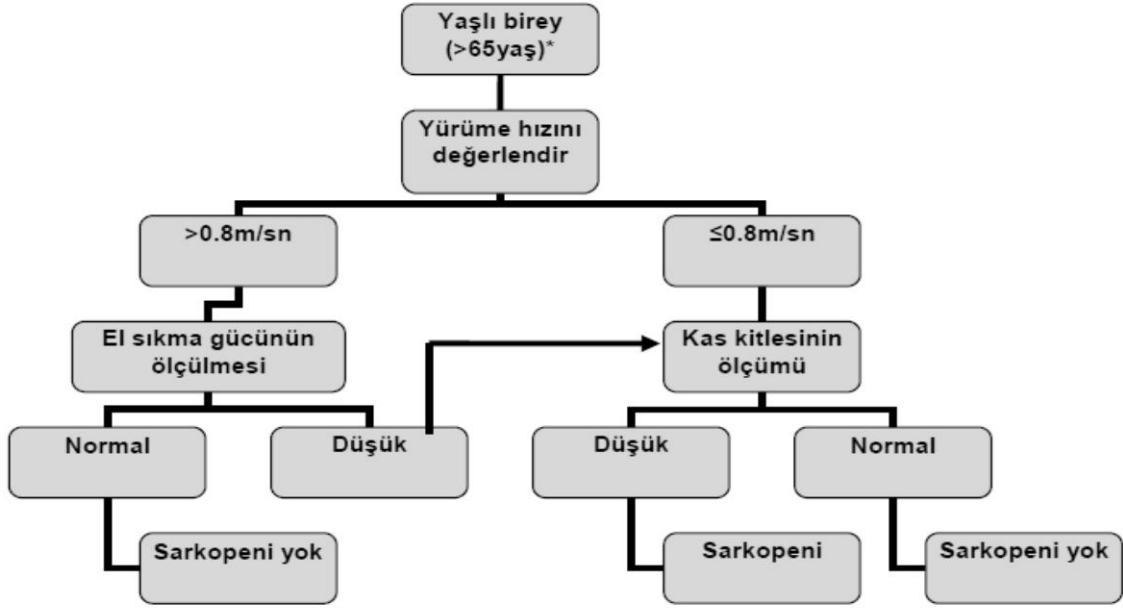 Yaşlı birey
(>65yaş)*
Yürüme hızını
değerlendir
>0.8m/sn
≤0.8m/sn
El sıkma gücünün
ölçülmesi
Kas kitlesinin
ölçümü
Normal
Düşük
Düşük
Normal
Sarkopeni yok
Sarkopeni
Sarkopeni yok